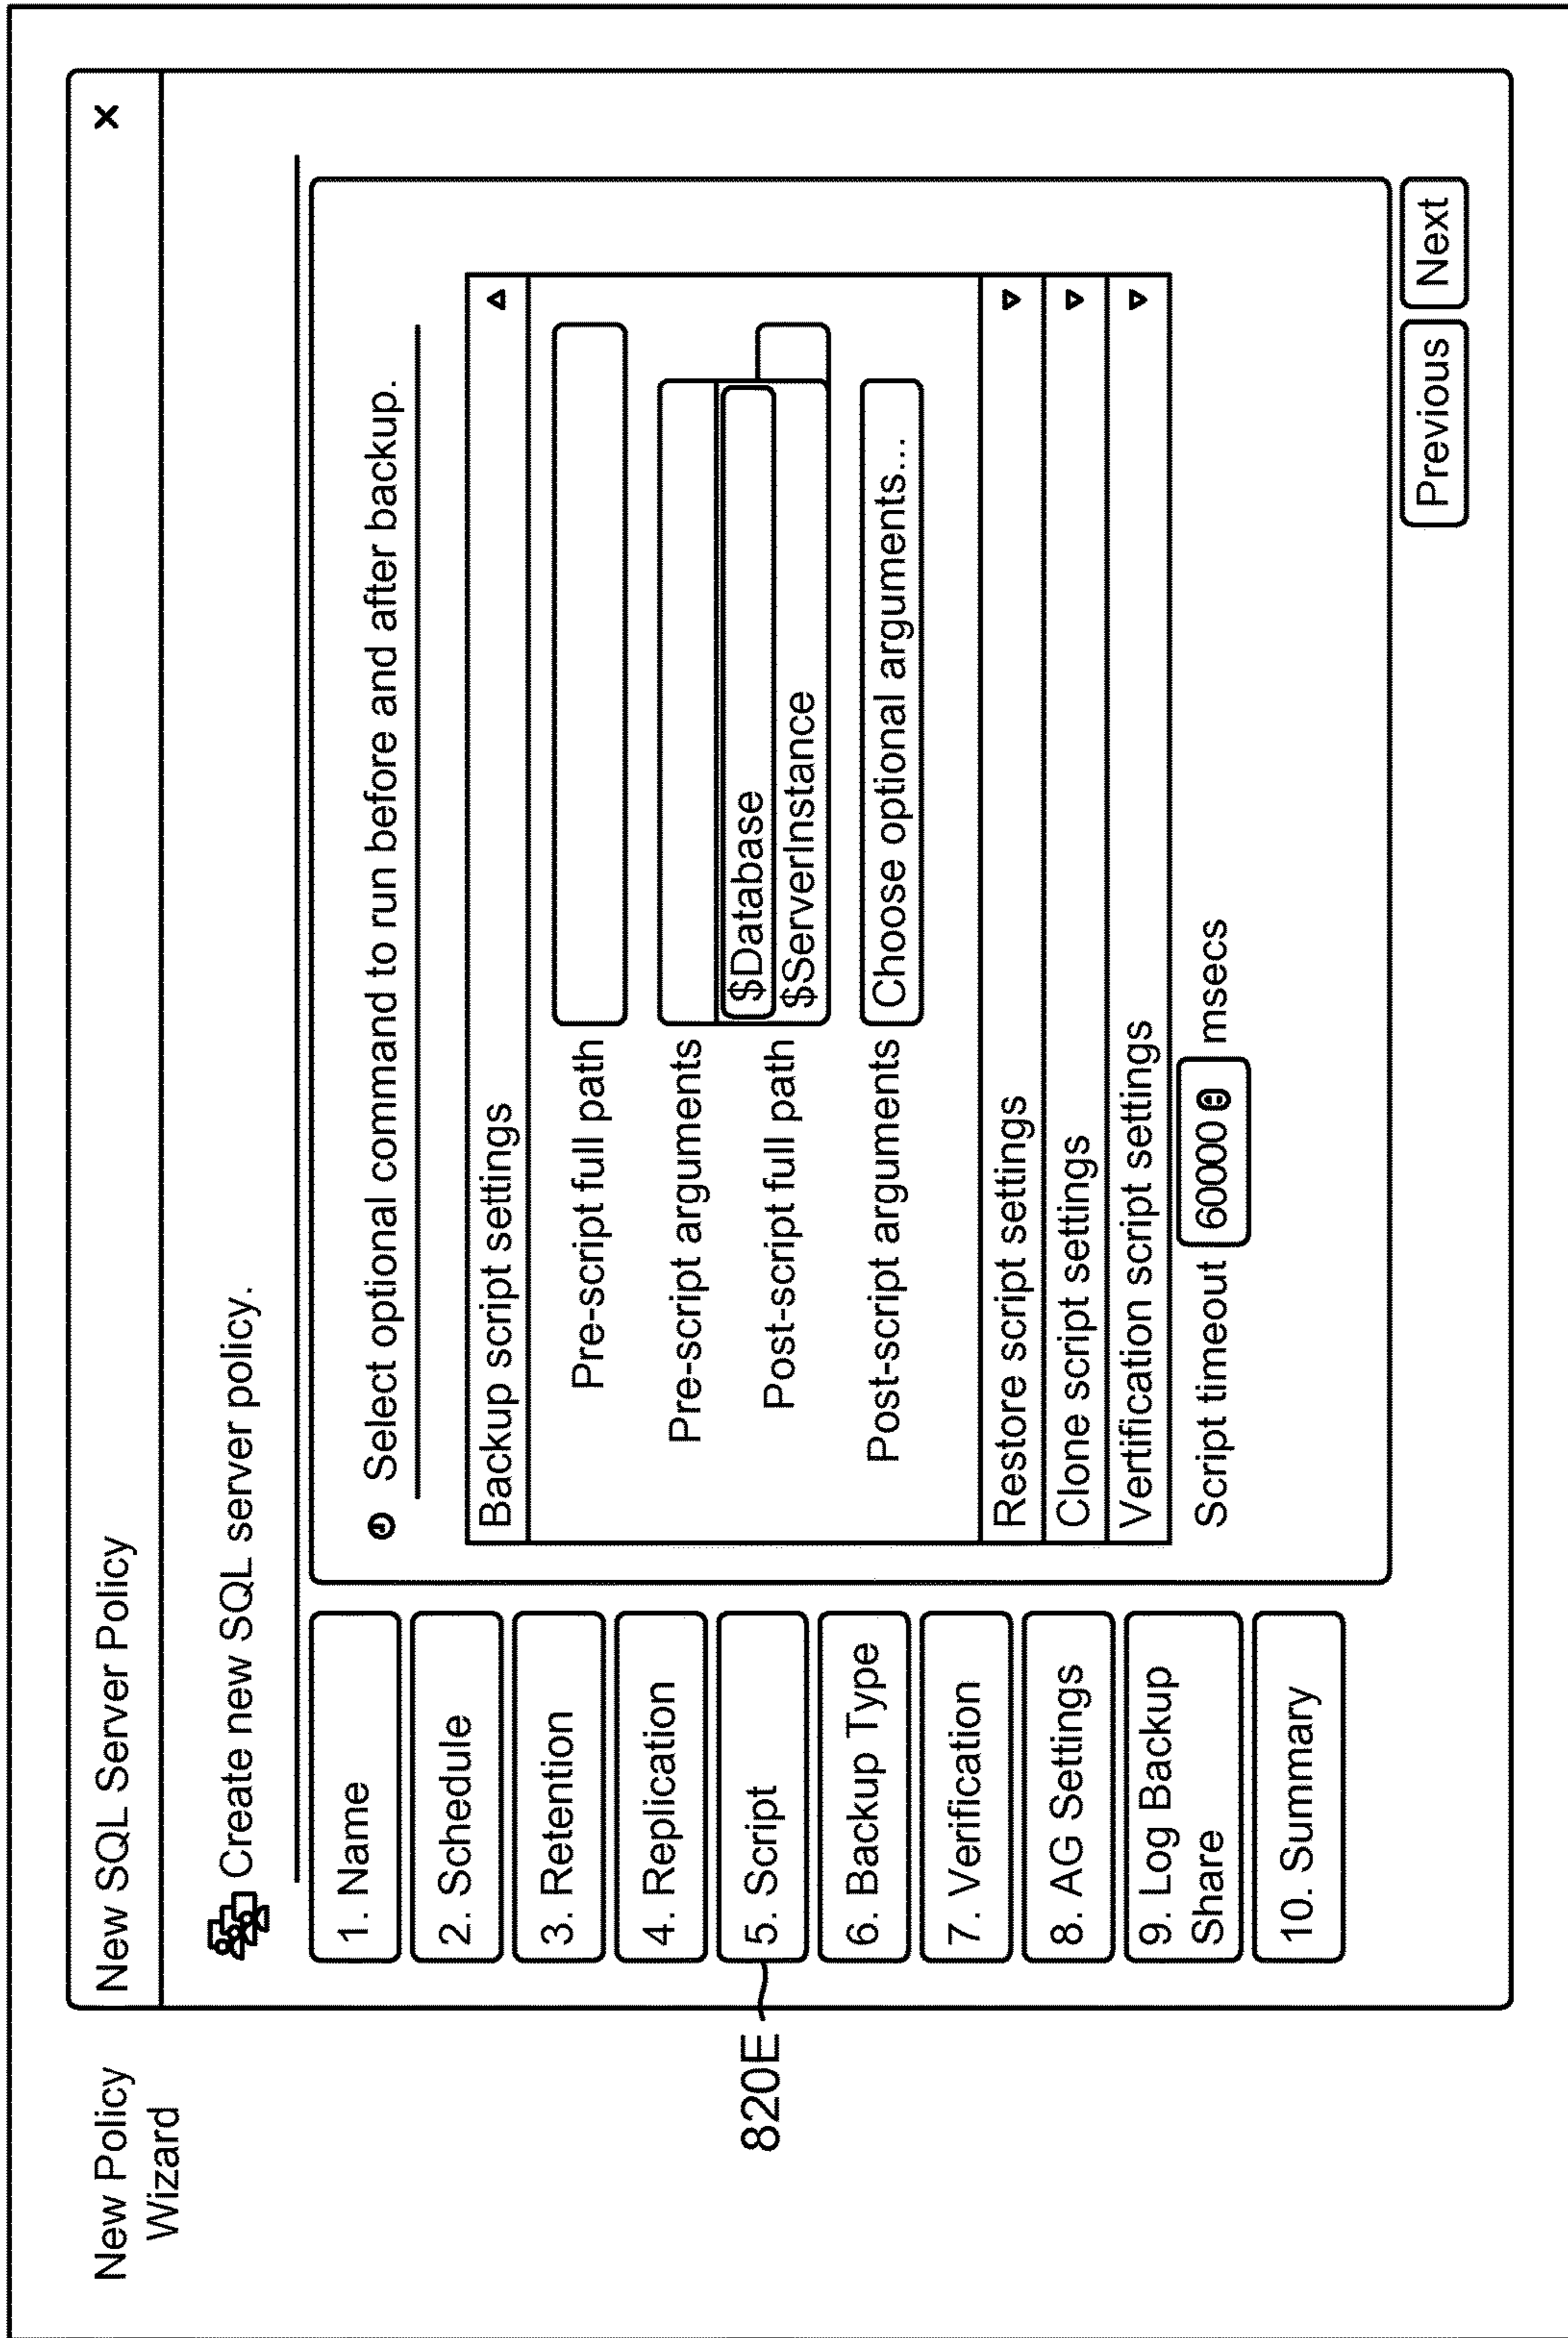 New Policy
Wizard
New SQL Server Policy
X
Create new SQL server policy.
1. Name
2. Schedule
3. Retention
4. Replication
5. Script
6. Backup Type
7. Verification
8. AG Settings
9. Log Backup
Share
10. Summary
820E
Select optional command to run before and after backup.
Backup script settings
Pre-script full path
Pre-script arguments
$Database
$ServerInstance
Post-script full path
Post-script arguments
Choose optional arguments...
Restore script settings
Clone script settings
Vertification script settings
Script timeout 60000 msecs
Previous
Next